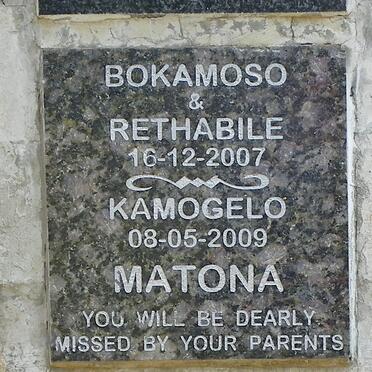 BOKAMOSO
&
RETHABILE
16-12-2007
KAMOGELO
08-05-2009
MATONA
YOU WILL BE DEARLY
MISSED BY YOUR PARENTS